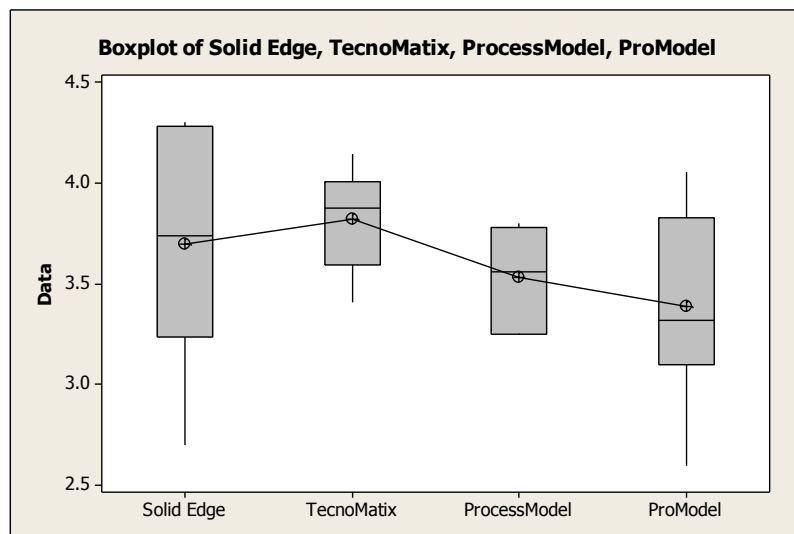 Boxplot of Solid Edge, TecnoMatix, ProcessModel, ProModel
4.5
4.0
3.5
3.0
2.5
Data
Solid Edge TecnoMatix ProcessModel ProModel